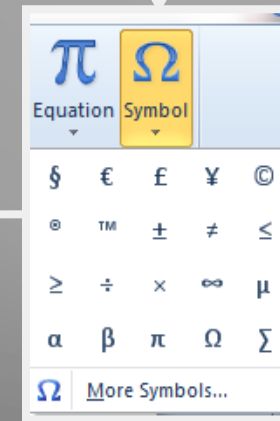 π Ω
Equation Symbol
§ € £ ¥ ©
® ™ ± ≠ ≤
≥ ÷ × ∞ µ
α β π Ω ∑
Ω More Symbols...